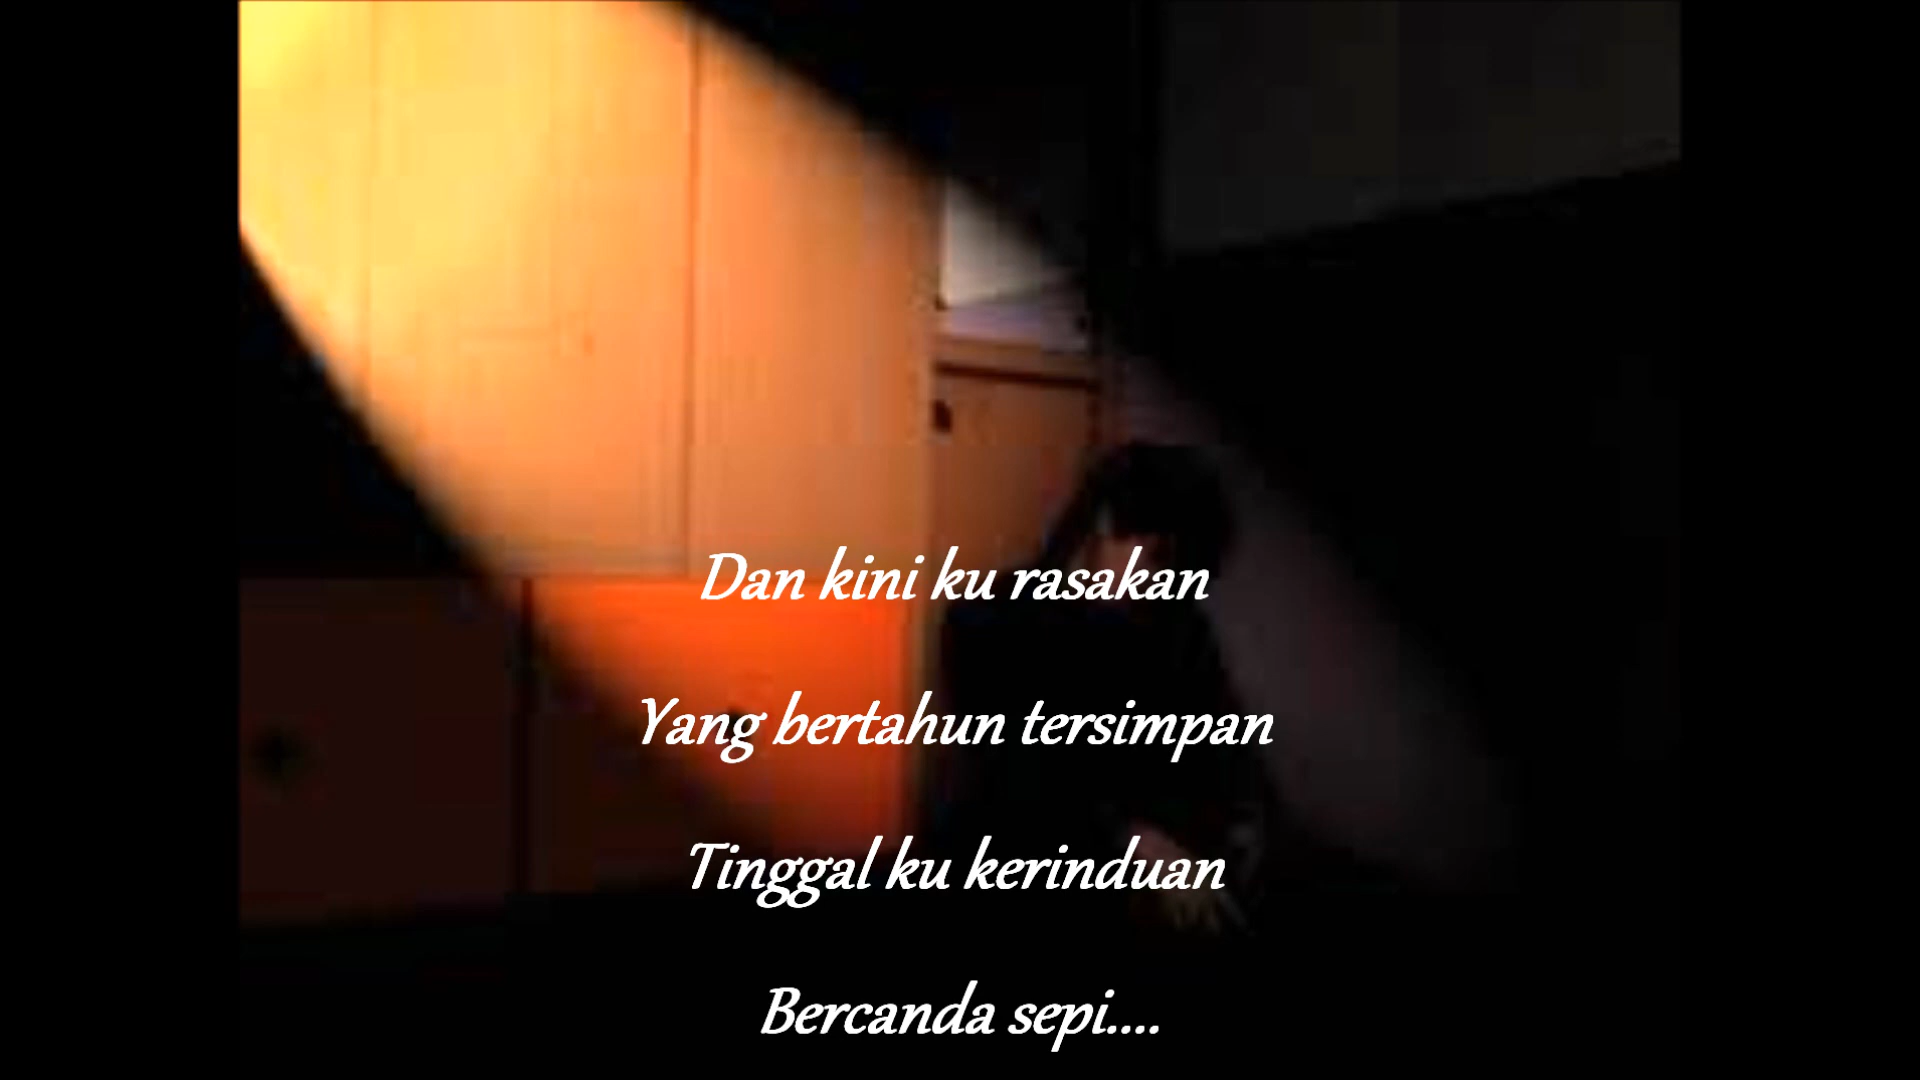 Dan kini ku rasakan
Yang bertahun tersimpan
Tinggal ku kerinduan
Bercanda sepi....